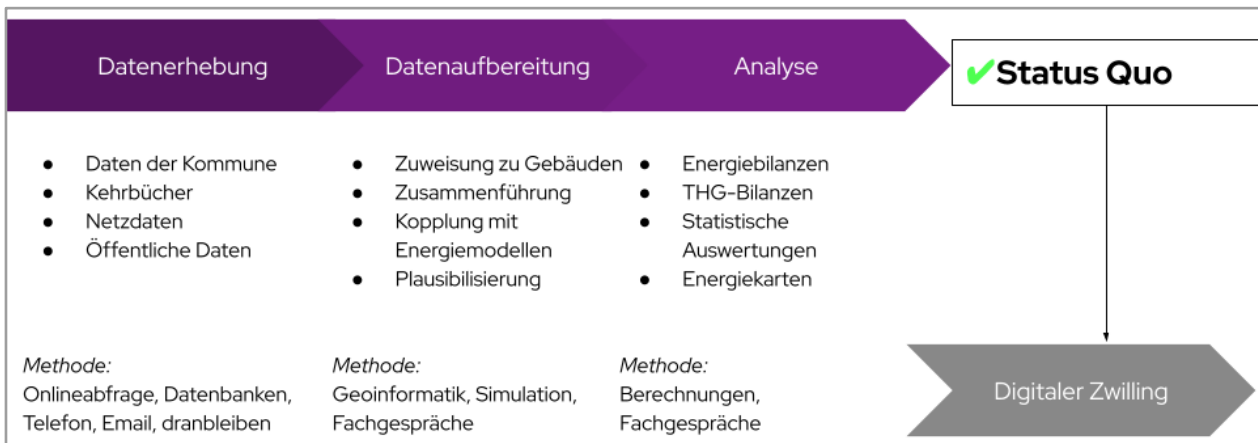 Datenerhebung
Datenaufbereitung
Analyse
✔Status Quo
● Daten der Kommune
● Kehrbücher
● Netzdaten
● Öffentliche Daten
● Zuweisung zu Gebäuden
● Zusammenführung
● Kopplung mit
Energiemodellen
● Plausibilisierung
● Energiebilanzen
● THG-Bilanzen
● Statistische
Auswertungen
● Energiekarten
Methode:
Onlineabfrage, Datenbanken,
Telefon, Email, dranbleiben
Methode:
Geoinformatik, Simulation,
Fachgespräche
Methode:
Berechnungen,
Fachgespräche
Digitaler Zwilling